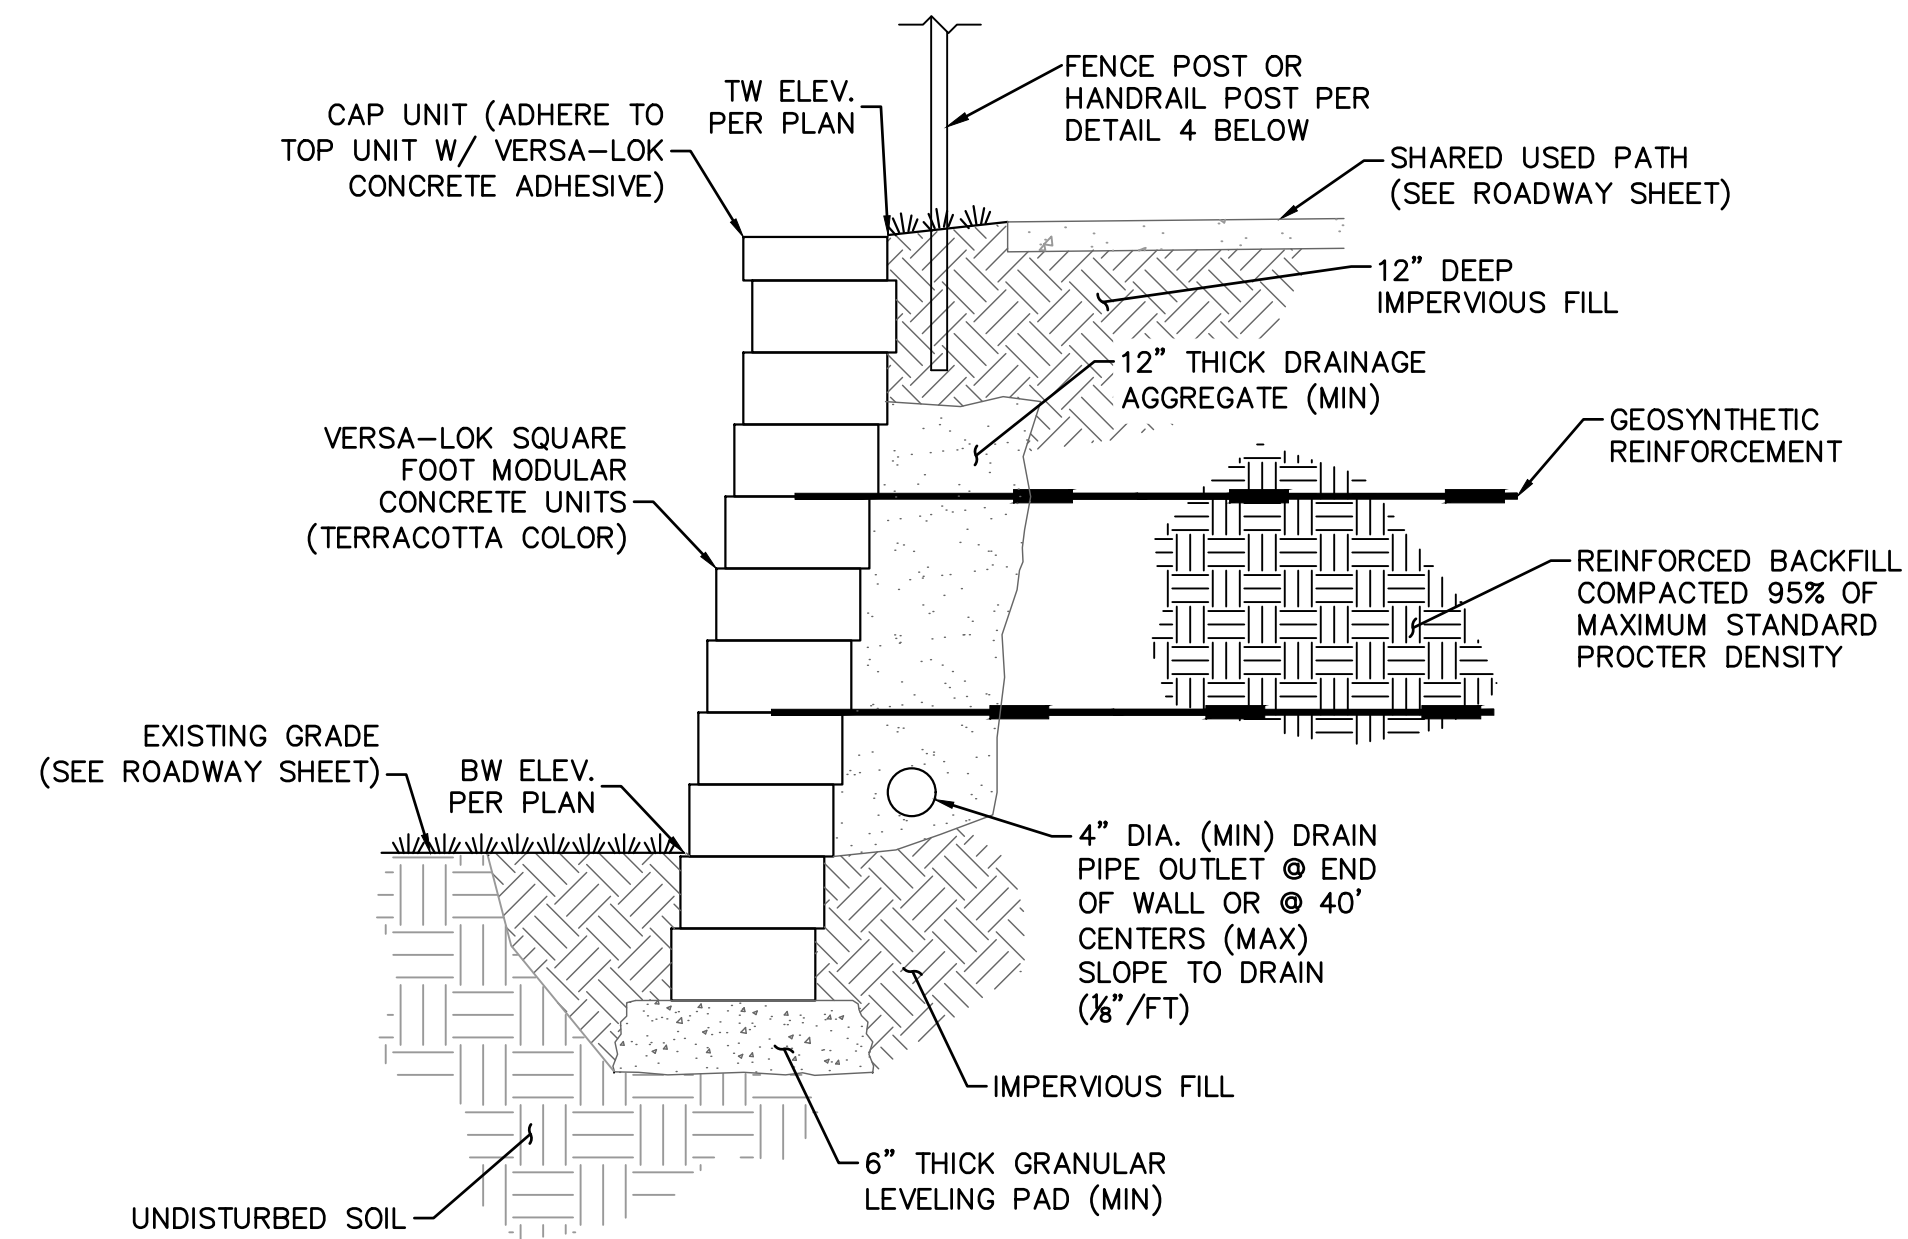 FENCE POST OR
HANDRAIL POST PER
DETAIL 4 BELOW
TW ELEV.
PER PLAN
CAP UNIT (ADHERE TO
TOP UNIT W/ VERSA-LOK
CONCRETE ADHESIVE)
SHARED USED PATH
(SEE ROADWAY SHEET)
12" DEEP
IMPERVIOUS FILL
12" THICK DRAINAGE
AGGREGATE (MIN)
GEOSYNTHETIC
REINFORCEMENT
VERSA-LOK SQUARE
FOOT MODULAR
CONCRETE UNITS
(TERRACOTTA COLOR)
REINFORCED BACKFILL
COMPACTED 95% OF
MAXIMUM STANDARD
PROCTER DENSITY
EXISTING GRADE
(SEE ROADWAY SHEET)
BW ELEV.
PER PLAN
4" DIA. (MIN) DRAIN
PIPE OUTLET @ END
OF WALL OR @ 40'
CENTERS (MAX)
SLOPE TO DRAIN
(⅛"/FT)
IMPERVIOUS FILL
6" THICK GRANULAR
LEVELING PAD (MIN)
UNDISTURBED SOIL